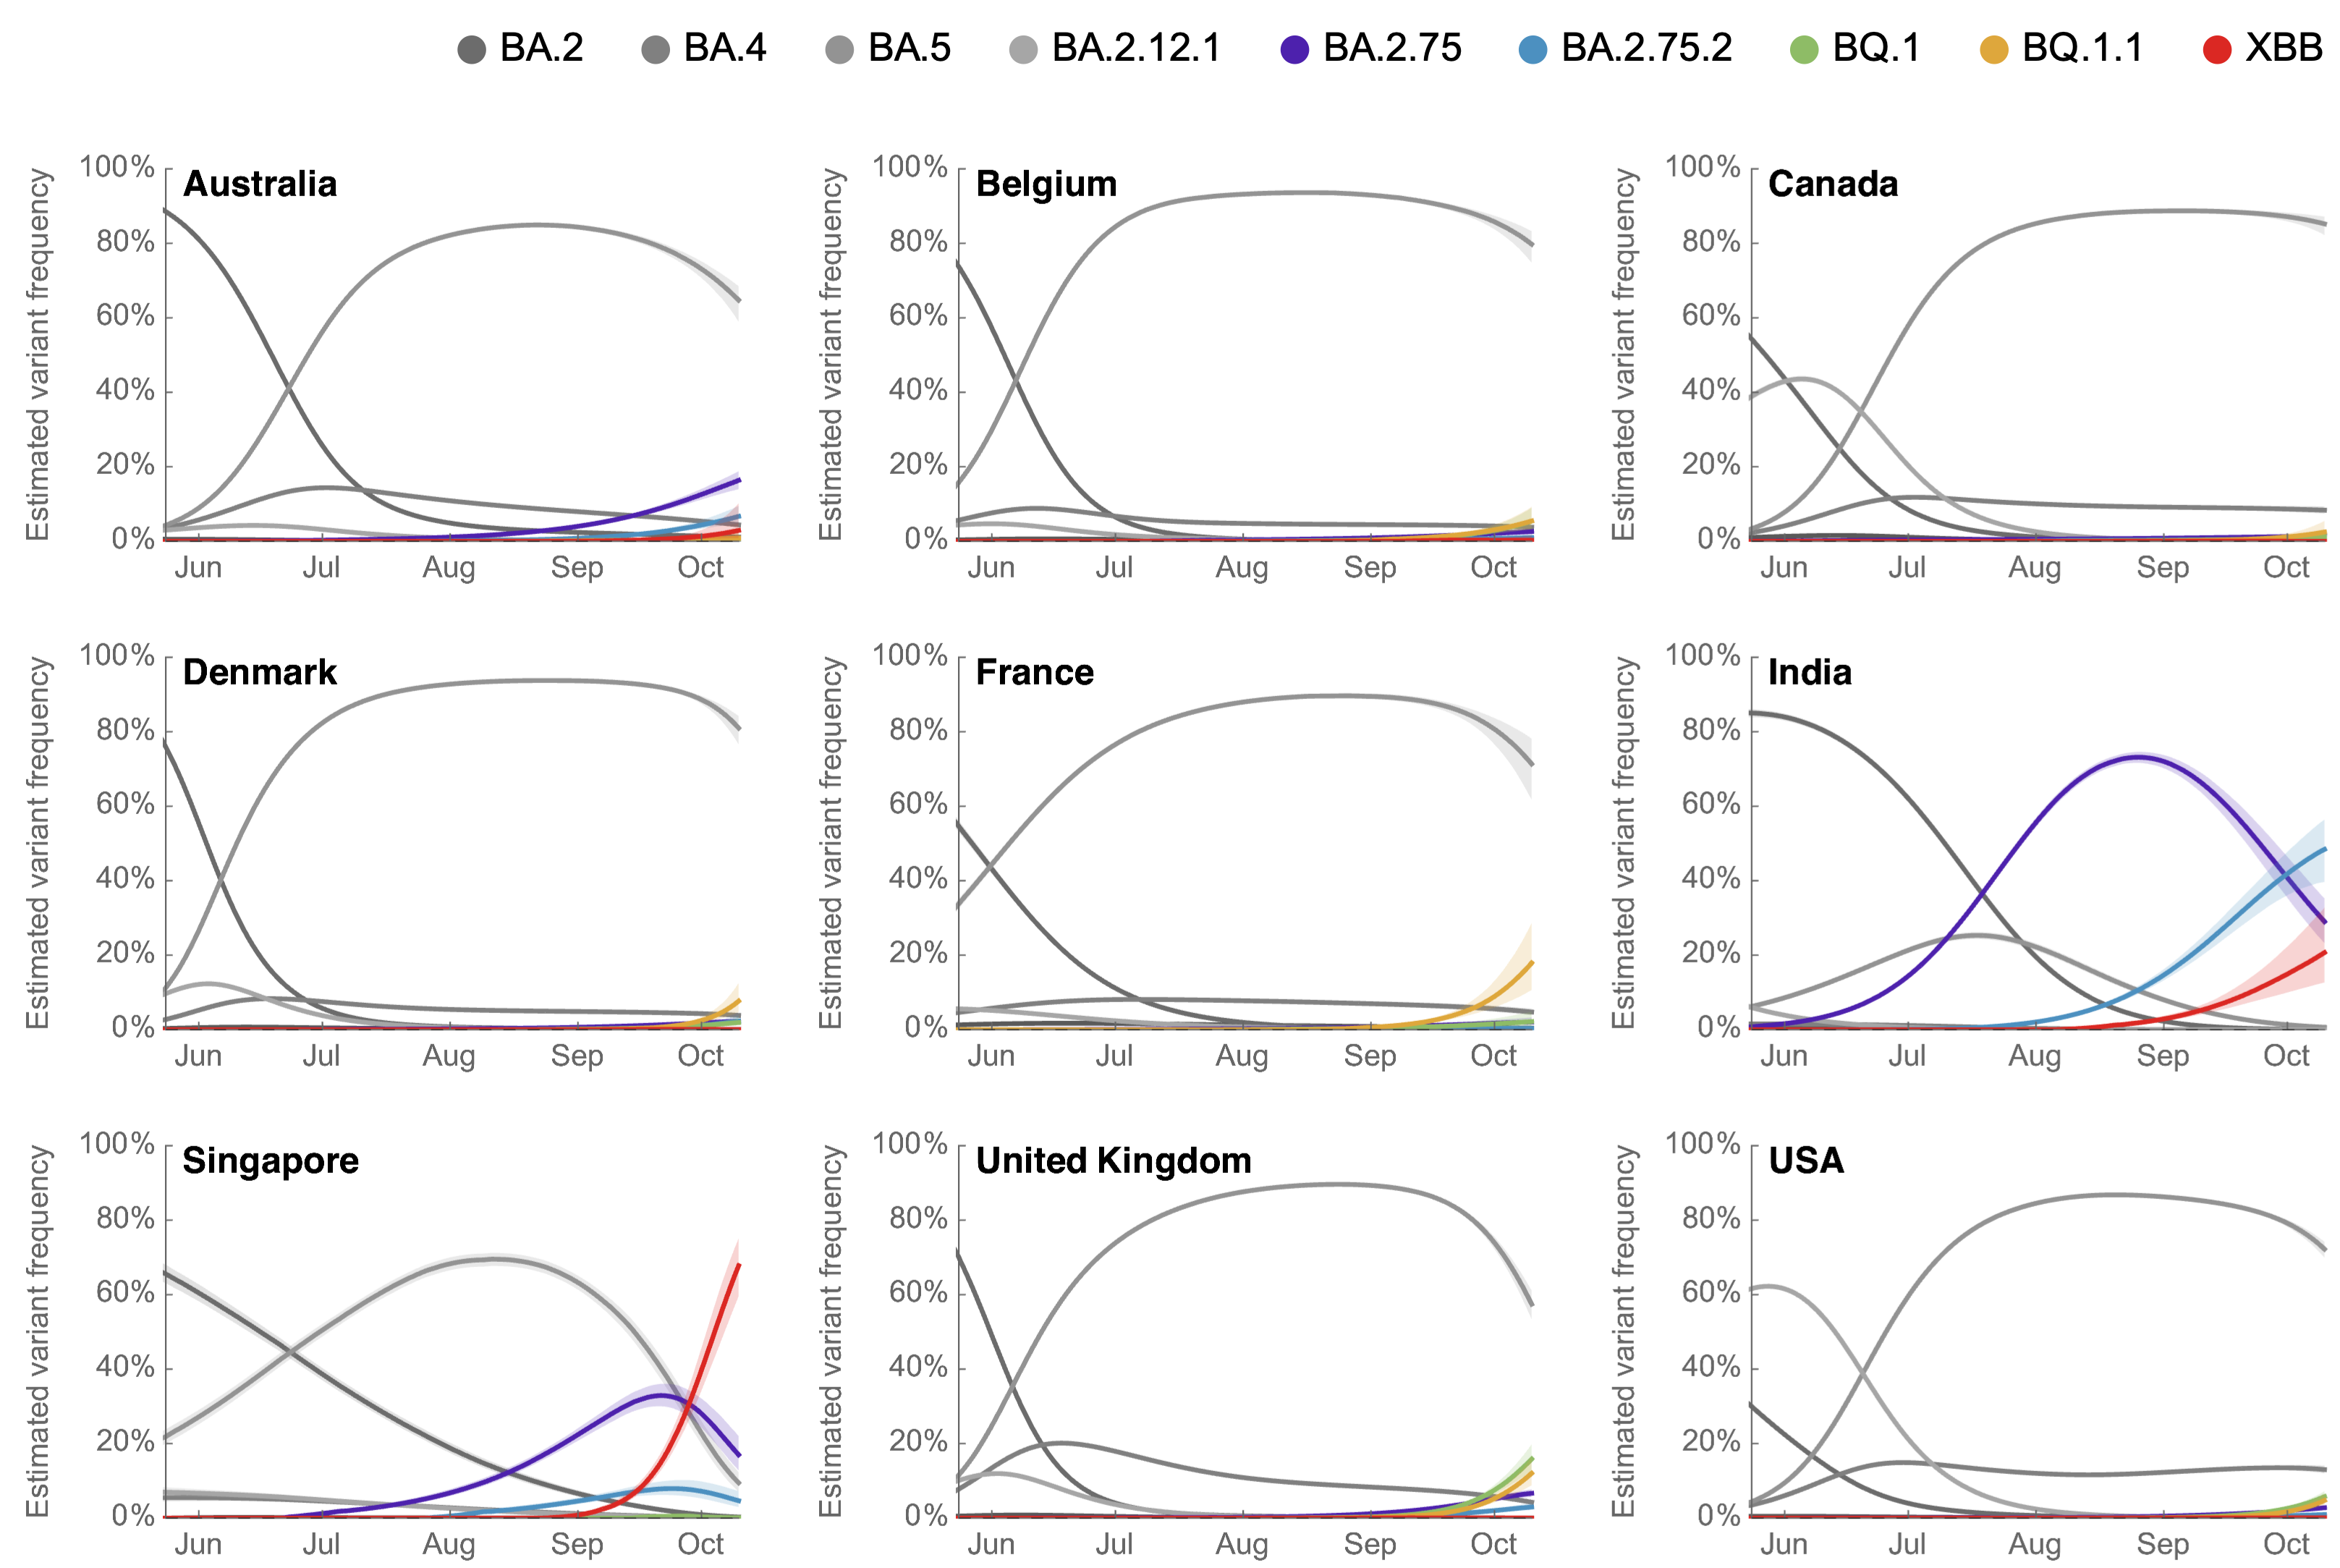 BA.2 BA.4 BA.5 BA.2.12.1 BA.2.75 BA.2.75.2 BQ.1 BQ.1.1 XBB
Estimated variant frequency
100%
80%
60%
40%
20%
0%
Australia
Jun Jul Aug Sep Oct
Estimated variant frequency
100%
80%
60%
40%
20%
0%
Belgium
Jun Jul Aug Sep Oct
Estimated variant frequency
100%
80%
60%
40%
20%
0%
Canada
Jun Jul Aug Sep Oct
Estimated variant frequency
100%
80%
60%
40%
20%
0%
Denmark
Jun Jul Aug Sep Oct
Estimated variant frequency
100%
80%
60%
40%
20%
0%
France
Jun Jul Aug Sep Oct
Estimated variant frequency
100%
80%
60%
40%
20%
0%
India
Jun Jul Aug Sep Oct
Estimated variant frequency
100%
80%
60%
40%
20%
0%
Singapore
Jun Jul Aug Sep Oct
Estimated variant frequency
100%
80%
60%
40%
20%
0%
United Kingdom
Jun Jul Aug Sep Oct
Estimated variant frequency
100%
80%
60%
40%
20%
0%
USA
Jun Jul Aug Sep Oct